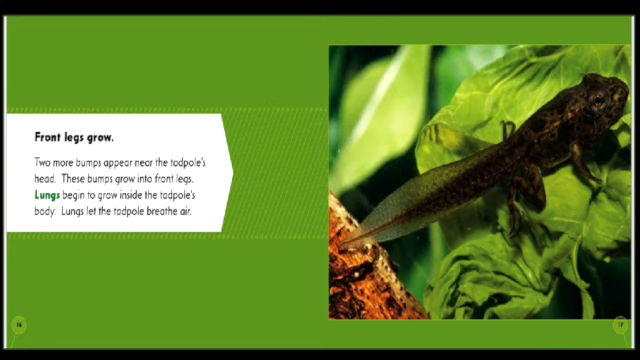 Front legs grow.
Two more bumps appear near the tadpole's
head. These bumps grow into front legs.
Lungs begin to grow inside the tadpole's
body. Lungs let the tadpole breathe air.
16
17